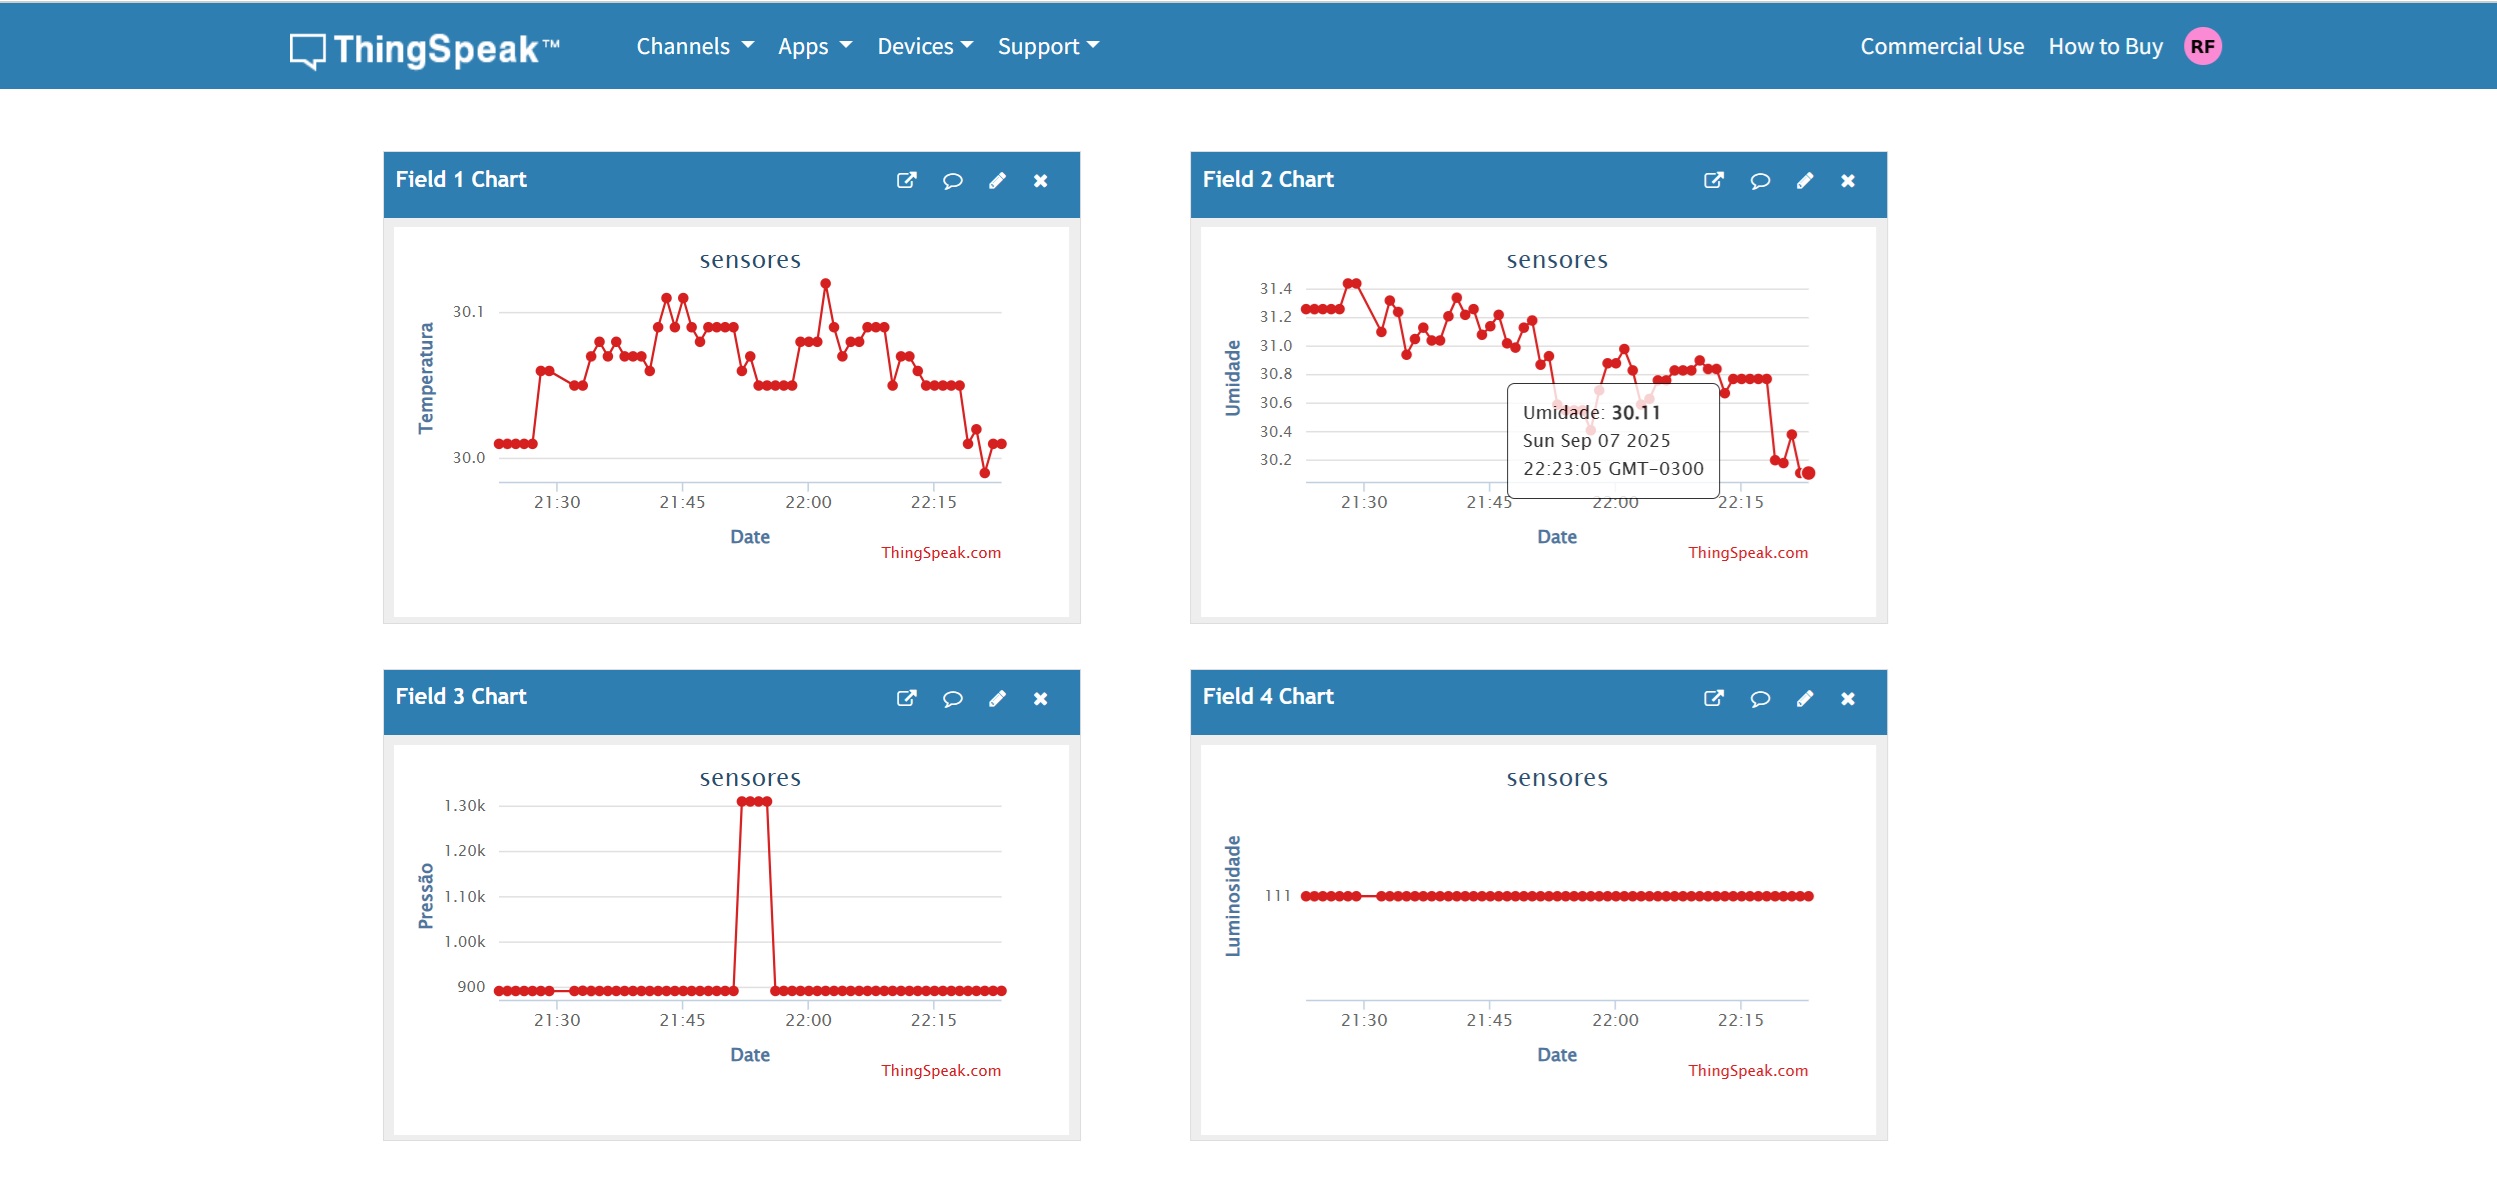 ThingSpeak™ Channels Apps Devices Support Commercial Use How to Buy RF
Field 1 Chart
sensores
Temperatura
30.1
30.0
21:30 21:45 22:00 22:15
Date
ThingSpeak.com
Field 2 Chart
sensores
Umidade
31.4
31.2
31.0
30.8
30.6
30.4
30.2
Umidade: 30.11
Sun Sep 07 2025
22:23:05 GMT-0300
21:30 21:45 22:00 22:15
Date
ThingSpeak.com
Field 3 Chart
sensores
Pressão
1.30k
1.20k
1.10k
1.00k
900
21:30 21:45 22:00 22:15
Date
ThingSpeak.com
Field 4 Chart
sensores
Luminosidade
111
21:30 21:45 22:00 22:15
Date
ThingSpeak.com